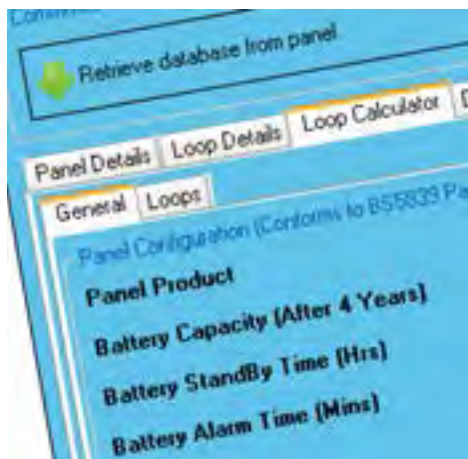 Retrieve database from panel
Panel Details Loop Details Loop Calculator
General Loops
Panel Configuration (Conforms to BS5839 Pa
Panel Product
Battery Capacity (After 4 Years)
Battery StandBy Time (Hrs)
Battery Alarm Time (Mins)